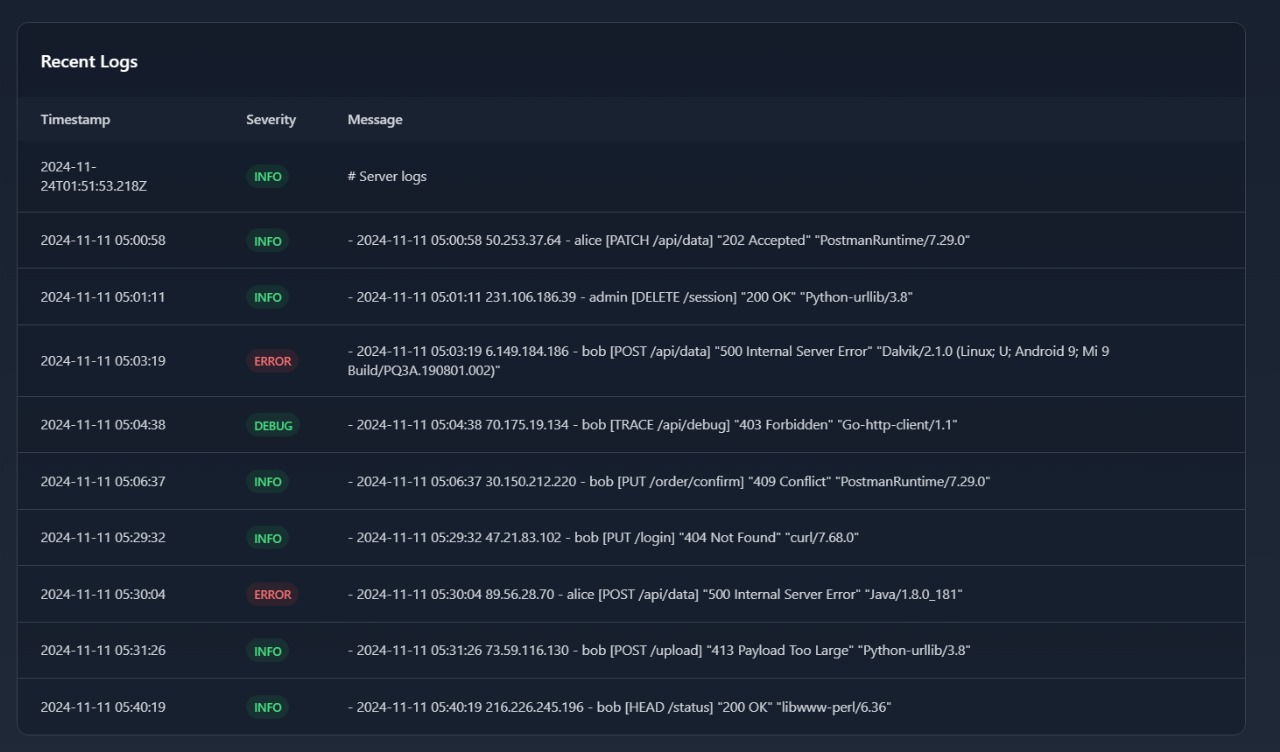 Recent Logs
Timestamp Severity Message
2024-11-
24T01:51:53.218Z INFO # Server logs
2024-11-11 05:00:58 INFO - 2024-11-11 05:00:58 50.253.37.64 - alice [PATCH /api/data] "202 Accepted" "PostmanRuntime/7.29.0"
2024-11-11 05:01:11 INFO - 2024-11-11 05:01:11 231.106.186.39 - admin [DELETE /session] "200 OK" "Python-urllib/3.8"
2024-11-11 05:03:19 ERROR - 2024-11-11 05:03:19 6.149.184.186 - bob [POST /api/data] "500 Internal Server Error" "Dalvik/2.1.0 (Linux; U; Android 9; Mi 9
Build/PQ3A.190801.002)"
2024-11-11 05:04:38 DEBUG - 2024-11-11 05:04:38 70.175.19.134 - bob [TRACE /api/debug] "403 Forbidden" "Go-http-client/1.1"
2024-11-11 05:06:37 INFO - 2024-11-11 05:06:37 30.150.212.220 - bob [PUT /order/confirm] "409 Conflict" "PostmanRuntime/7.29.0"
2024-11-11 05:29:32 INFO - 2024-11-11 05:29:32 47.21.83.102 - bob [PUT /login] "404 Not Found" "curl/7.68.0"
2024-11-11 05:30:04 ERROR - 2024-11-11 05:30:04 89.56.28.70 - alice [POST /api/data] "500 Internal Server Error" "Java/1.8.0_181"
2024-11-11 05:31:26 INFO - 2024-11-11 05:31:26 73.59.116.130 - bob [POST /upload] "413 Payload Too Large" "Python-urllib/3.8"
2024-11-11 05:40:19 INFO - 2024-11-11 05:40:19 216.226.245.196 - bob [HEAD /status] "200 OK" "libwww-perl/6.36"